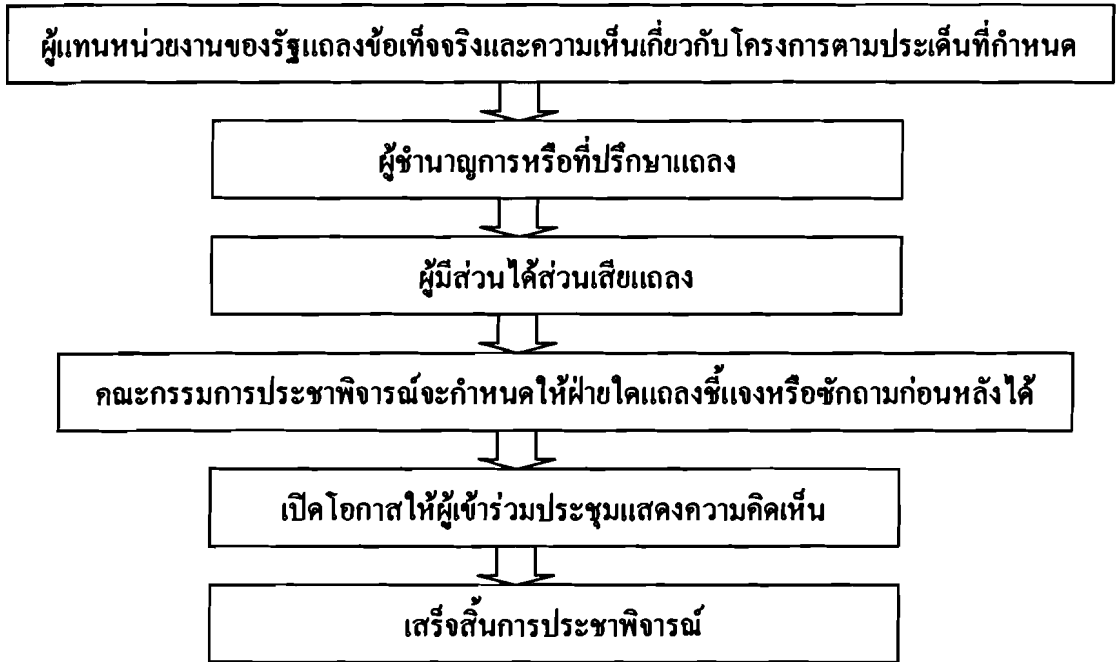 ผู้แทนหน่วยงานของรัฐแถลงข้อเท็จจริงและความเห็นเกี่ยวกับโครงการตามประเด็นที่กำหนด
ผู้ชำนาญการหรือที่ปรึกษาแถลง
ผู้มีส่วนได้ส่วนเสียแถลง
คณะกรรมการประชาพิจารณ์จะกำหนดให้ฝ่ายใดแถลงชี้แจงหรือซักถามก่อนหลังได้
เปิดโอกาสให้ผู้เข้าร่วมประชุมแสดงความคิดเห็น
เสร็จสิ้นการประชาพิจารณ์